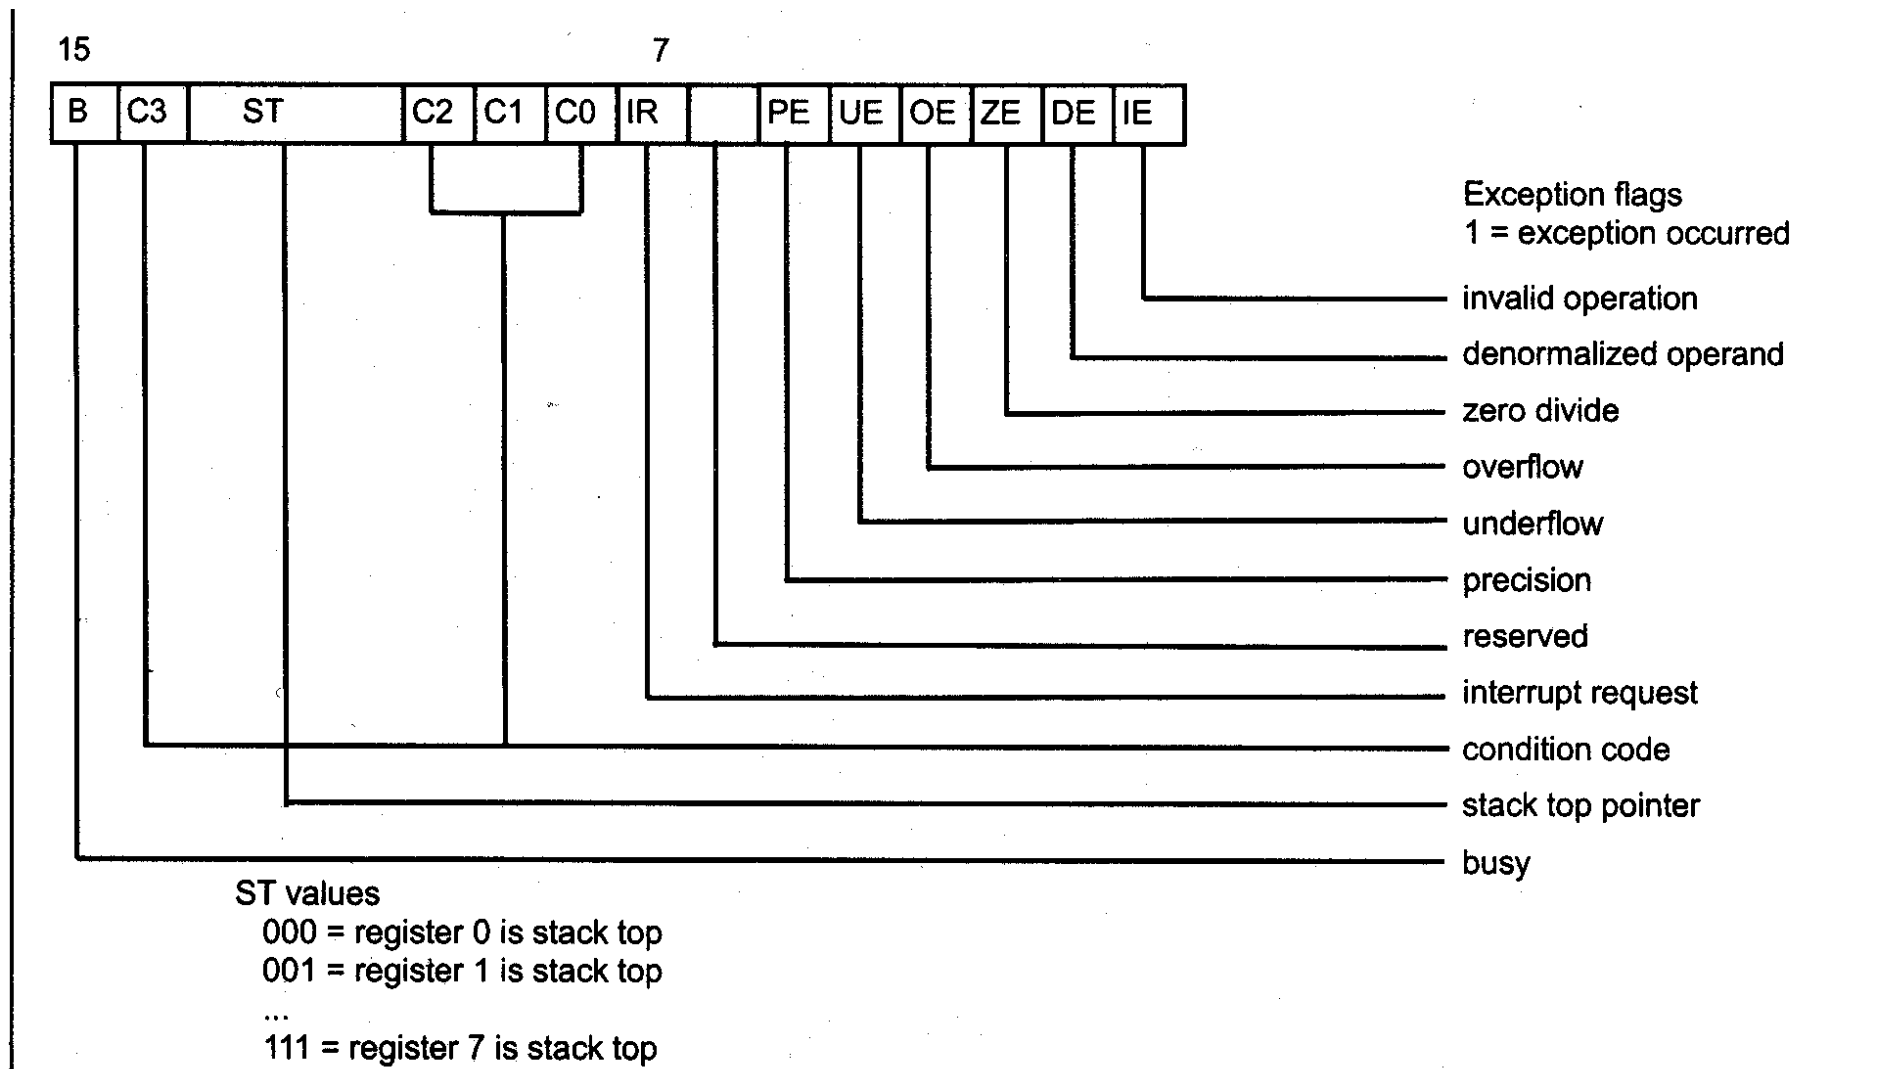 15 7
B C3 ST C2 C1 C0 IR PE UE OE ZE DE IE
Exception flags
1 = exception occurred
invalid operation
denormalized operand
zero divide
overflow
underflow
precision
reserved
interrupt request
condition code
stack top pointer
busy
ST values
000 = register 0 is stack top
001 = register 1 is stack top
...
111 = register 7 is stack top